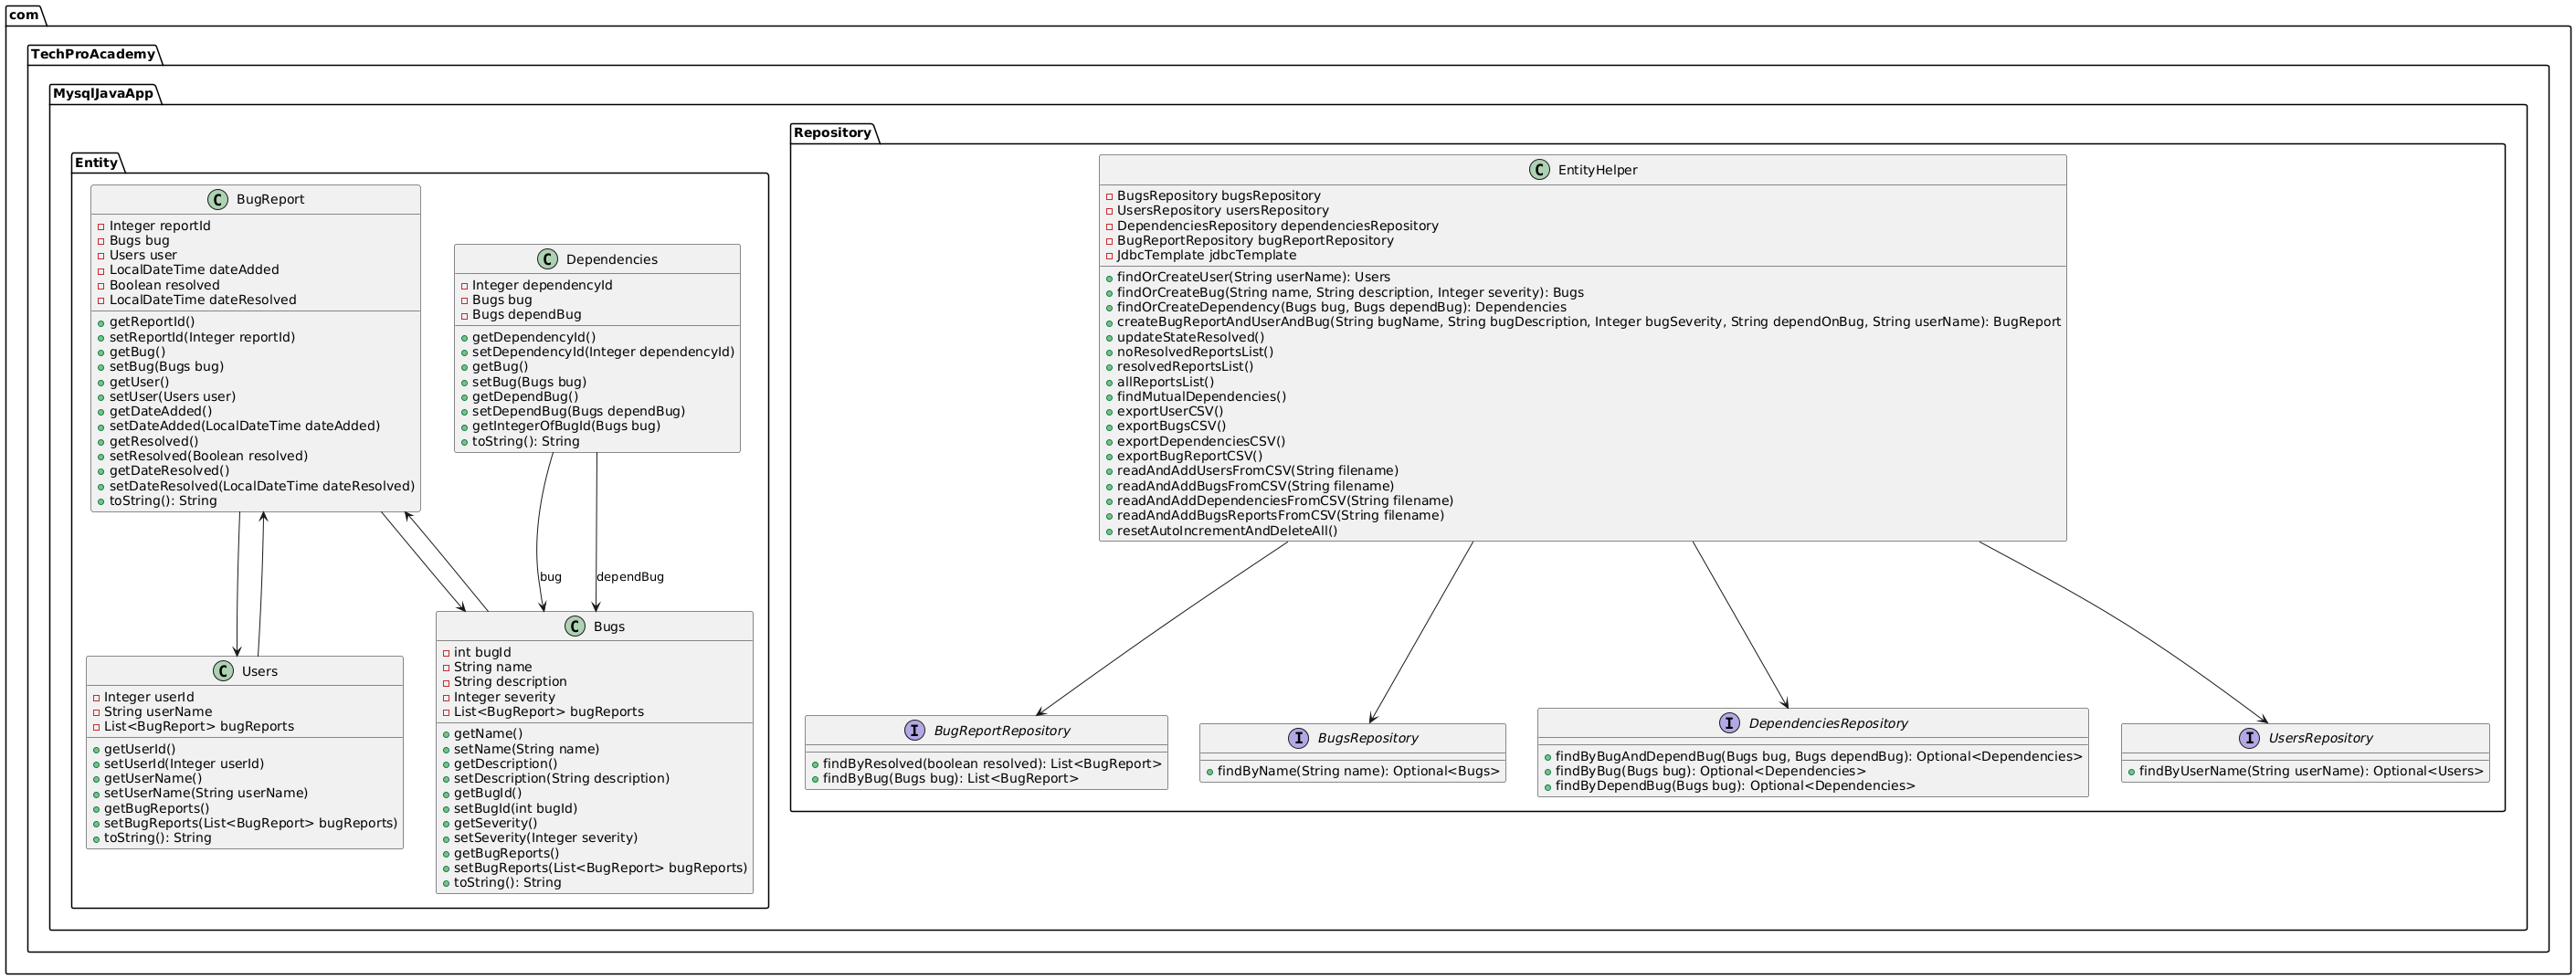 com
TechProAcademy
MysqlJavaApp
Entity
BugReport
Integer reportId
Bugs bug
Users user
LocalDateTime dateAdded
Boolean resolved
LocalDateTime dateResolved
getReportId()
setReportId(Integer reportId)
getBug()
setBug(Bugs bug)
getUser()
setUser(Users user)
getDateAdded()
setDateAdded(LocalDateTime dateAdded)
getResolved()
setResolved(Boolean resolved)
getDateResolved()
setDateResolved(LocalDateTime dateResolved)
toString(): String
Dependencies
Integer dependencyId
Bugs bug
Bugs dependBug
getDependencyId()
setDependencyId(Integer dependencyId)
getBug()
setBug(Bugs bug)
getDependBug()
setDependBug(Bugs dependBug)
getIntegerOfBugId(Bugs bug)
toString(): String
bug
dependBug
Users
Integer userId
String userName
List<BugReport> bugReports
getUserId()
setUserId(Integer userId)
getUserName()
setUserName(String userName)
getBugReports()
setBugReports(List<BugReport> bugReports)
toString(): String
Bugs
int bugId
String name
String description
Integer severity
List<BugReport> bugReports
getName()
setName(String name)
getDescription()
setDescription(String description)
getBugId()
setBugId(int bugId)
getSeverity()
setSeverity(Integer severity)
getBugReports()
setBugReports(List<BugReport> bugReports)
toString(): String
Repository
EntityHelper
BugsRepository bugsRepository
UsersRepository usersRepository
DependenciesRepository dependenciesRepository
BugReportRepository bugReportRepository
JdbcTemplate jdbcTemplate
findOrCreateUser(String userName): Users
findOrCreateBug(String name, String description, Integer severity): Bugs
findOrCreateDependency(Bugs bug, Bugs dependBug): Dependencies
createBugReportAndUserAndBug(String bugName, String bugDescription, Integer bugSeverity, String dependOnBug, String userName): BugReport
updateStateResolved()
noResolvedReportsList()
resolvedReportsList()
allReportsList()
findMutualDependencies()
exportUserCSV()
exportBugsCSV()
exportDependenciesCSV()
exportBugReportCSV()
readAndAddUsersFromCSV(String filename)
readAndAddBugsFromCSV(String filename)
readAndAddDependenciesFromCSV(String filename)
readAndAddBugsReportsFromCSV(String filename)
resetAutoIncrementAndDeleteAll()
BugReportRepository
findByResolved(boolean resolved): List<BugReport>
findByBug(Bugs bug): List<BugReport>
BugsRepository
findByName(String name): Optional<Bugs>
DependenciesRepository
findByBugAndDependBug(Bugs bug, Bugs dependBug): Optional<Dependencies>
findByBug(Bugs bug): Optional<Dependencies>
findByDependBug(Bugs bug): Optional<Dependencies>
UsersRepository
findByUserName(String userName): Optional<Users>